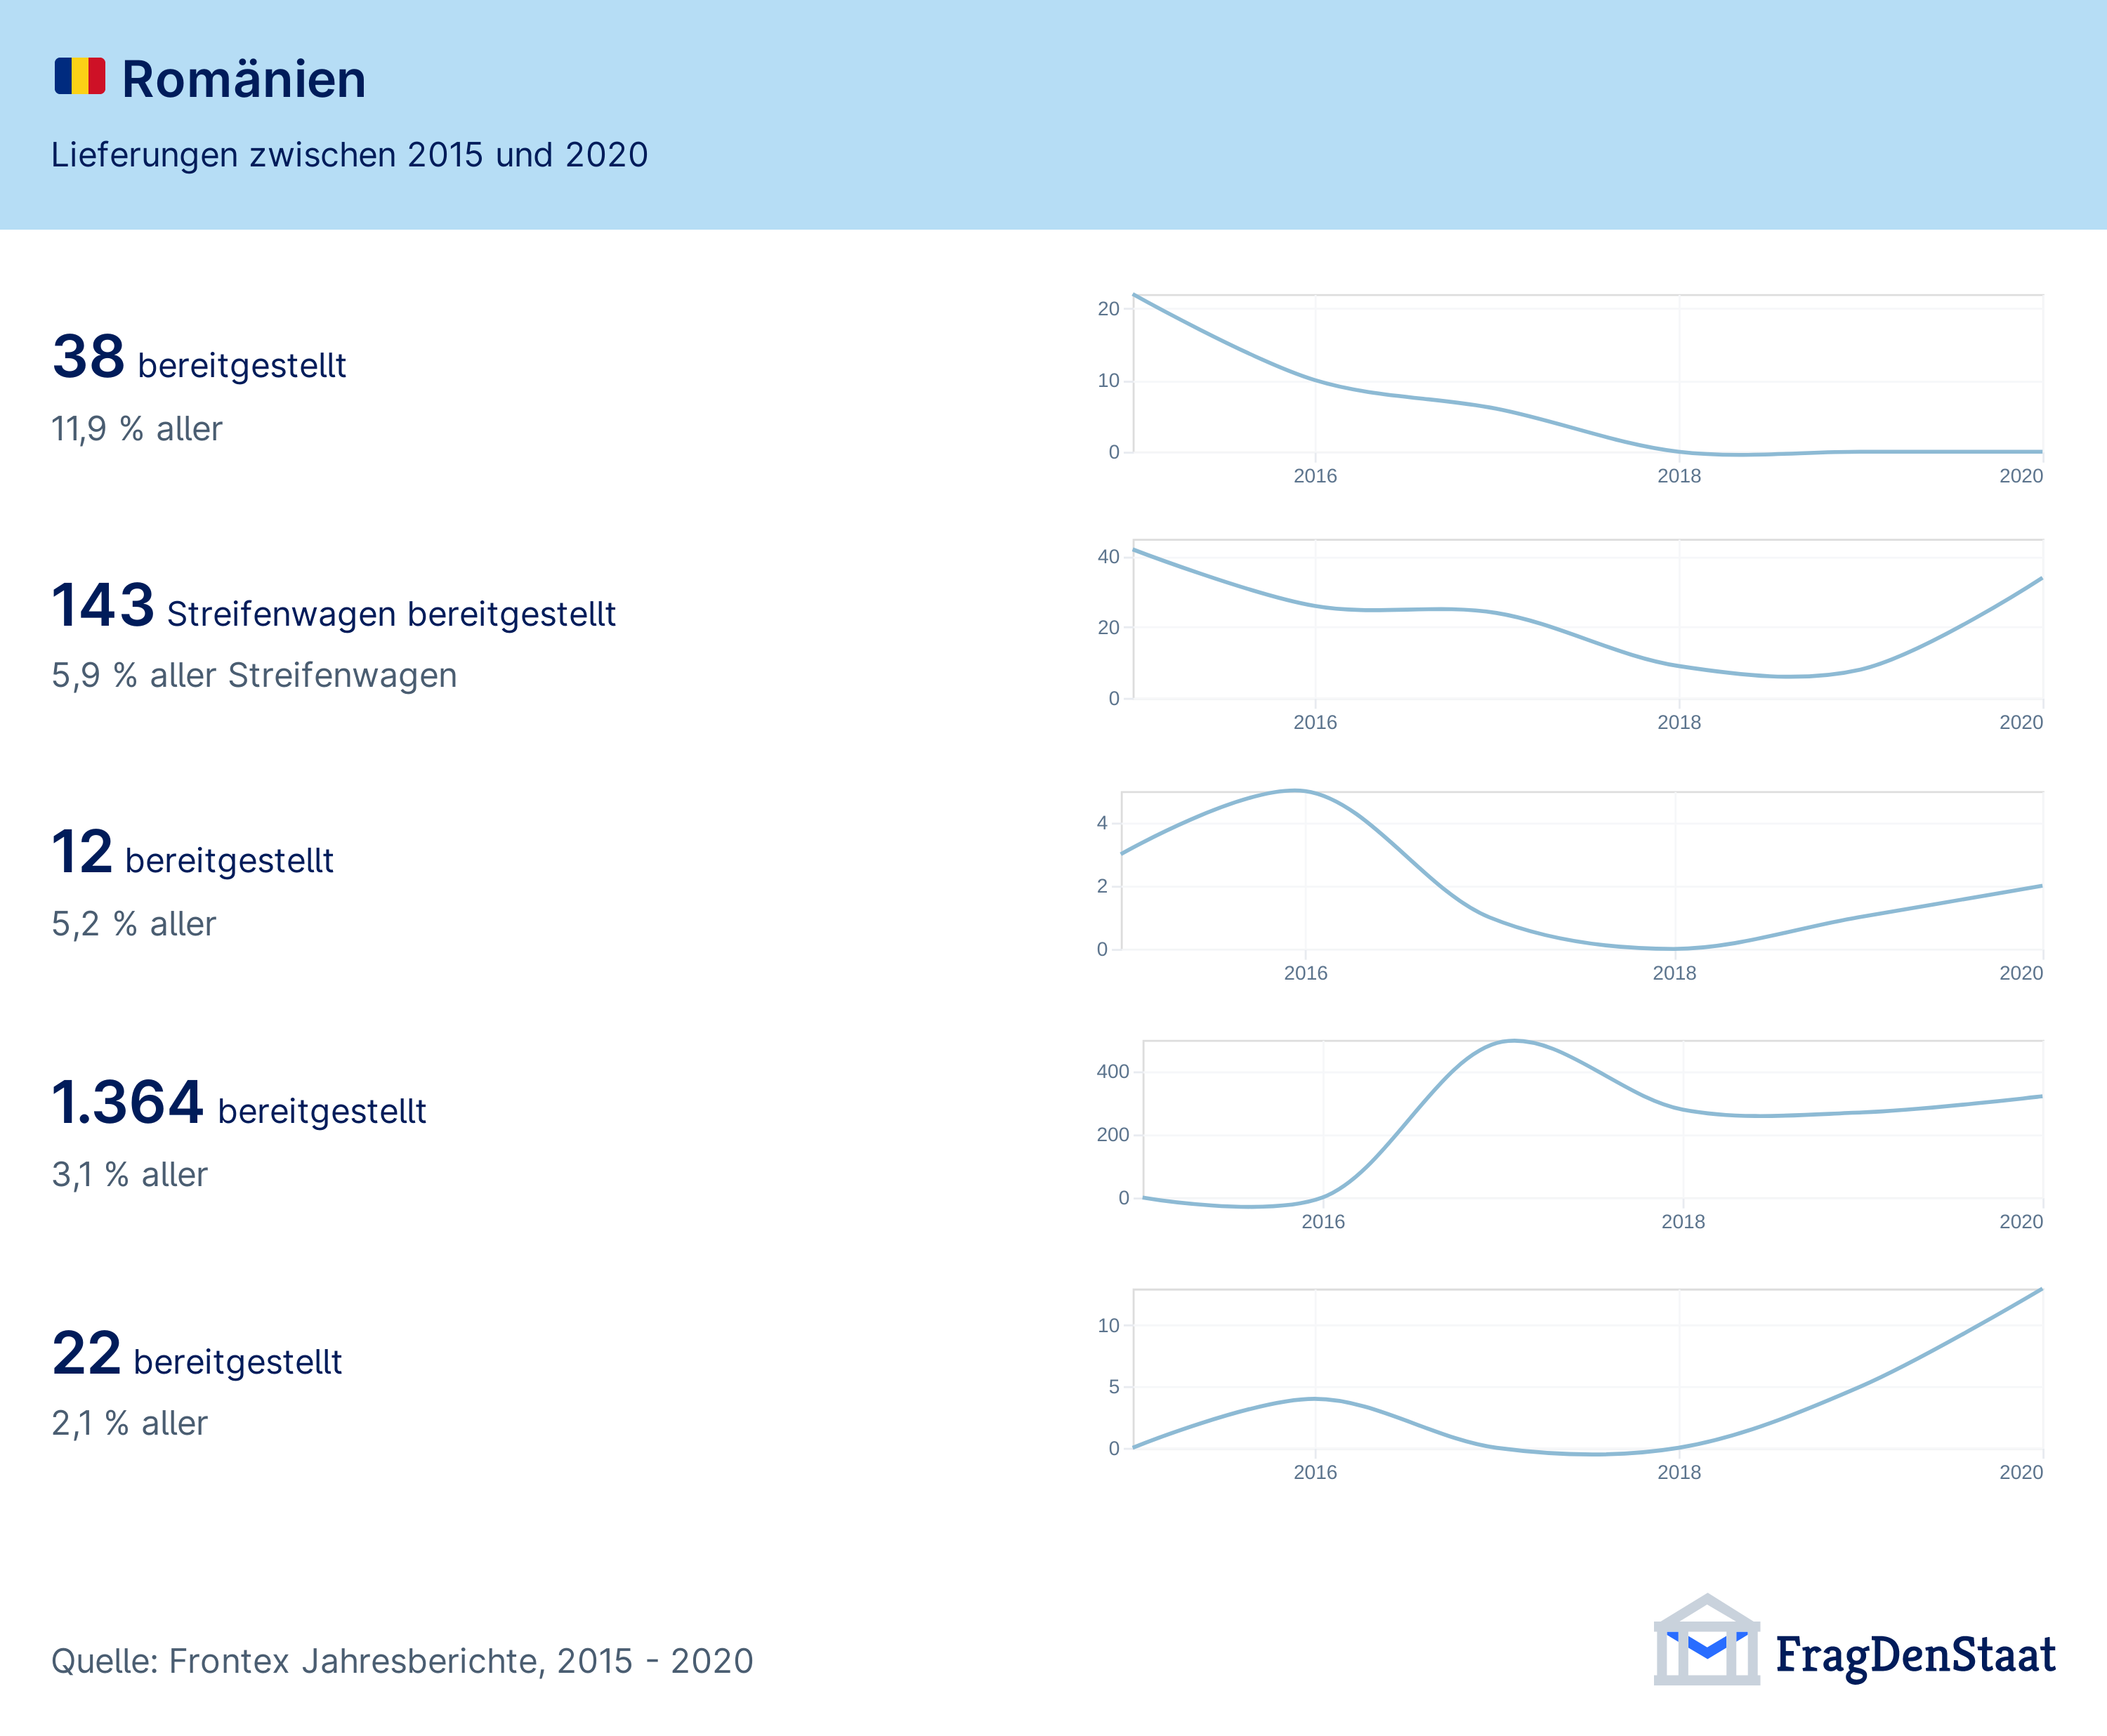 Romänien
Lieferungen zwischen 2015 und 2020
38 bereitgestellt
11,9 % aller
20
10
0
2016 2018 2020
143 Streifenwagen bereitgestellt
5,9 % aller Streifenwagen
40
20
0
2016 2018 2020
12 bereitgestellt
5,2 % aller
4
2
0
2016 2018 2020
1.364 bereitgestellt
3,1 % aller
400
200
0
2016 2018 2020
22 bereitgestellt
2,1 % aller
10
5
0
2016 2018 2020
Quelle: Frontex Jahresberichte, 2015 - 2020
FragDenStaat